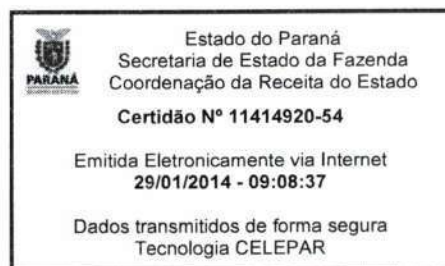 Estado do Paraná
Secretaria de Estado da Fazenda
Coordenação da Receita do Estado
PARANÁ
Certidão Nº 11414920-54
Emitida Eletronicamente via Internet
29/01/2014 - 09:08:37
Dados transmitidos de forma segura
Tecnologia CELEPAR